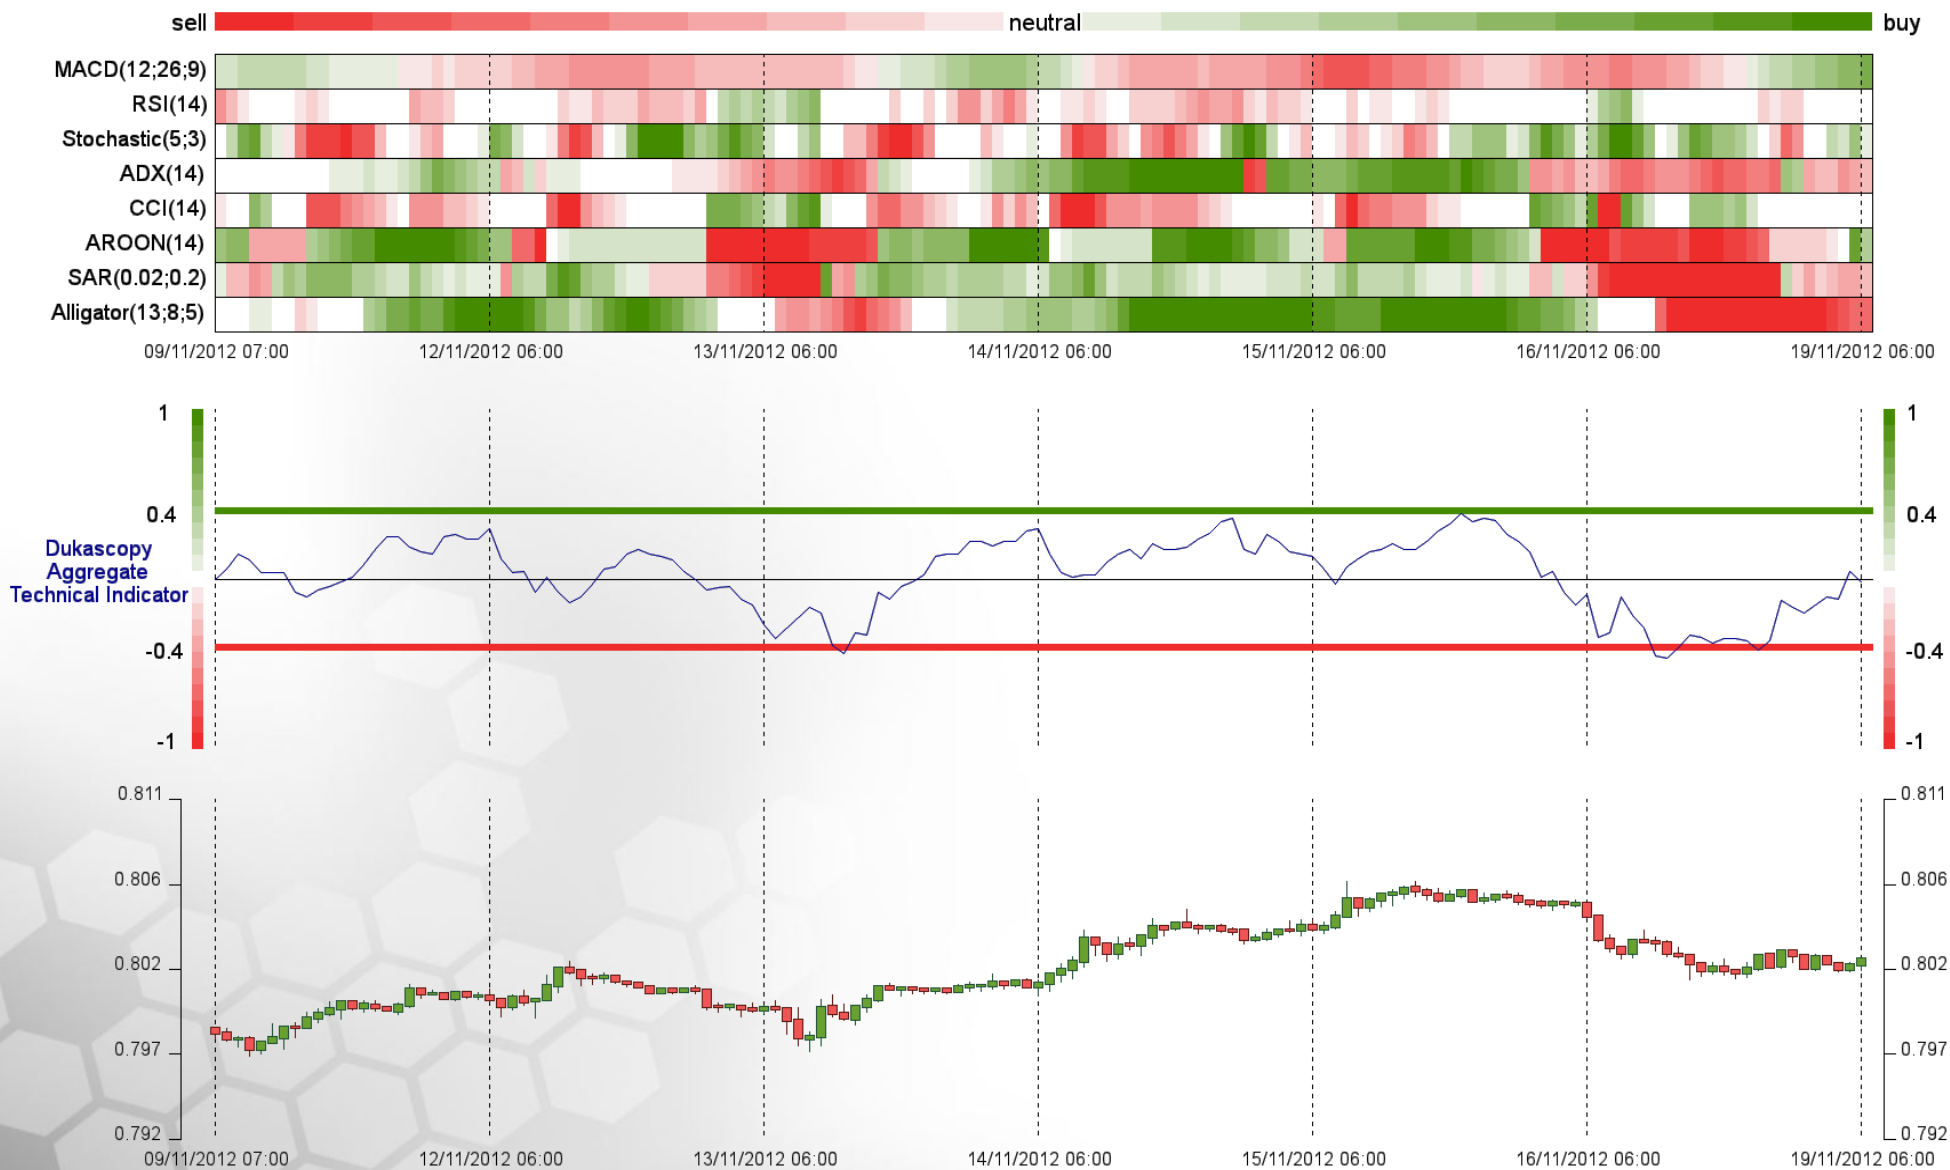 sell neutral buy
MACD(12;26;9)
RSI(14)
Stochastic(5;3)
ADX(14)
CCI(14)
AROON(14)
SAR(0.02;0.2)
Alligator(13;8;5)
09/11/2012 07:00 12/11/2012 06:00 13/11/2012 06:00 14/11/2012 06:00 15/11/2012 06:00 16/11/2012 06:00 19/11/2012 06:00
1 1
0.4 0.4
Dukascopy
Aggregate
Technical Indicator
-0.4 -0.4
-1 -1
0.811 0.811
0.806 0.806
0.802 0.802
0.797 0.797
0.792 0.792
09/11/2012 07:00 12/11/2012 06:00 13/11/2012 06:00 14/11/2012 06:00 15/11/2012 06:00 16/11/2012 06:00 19/11/2012 06:00